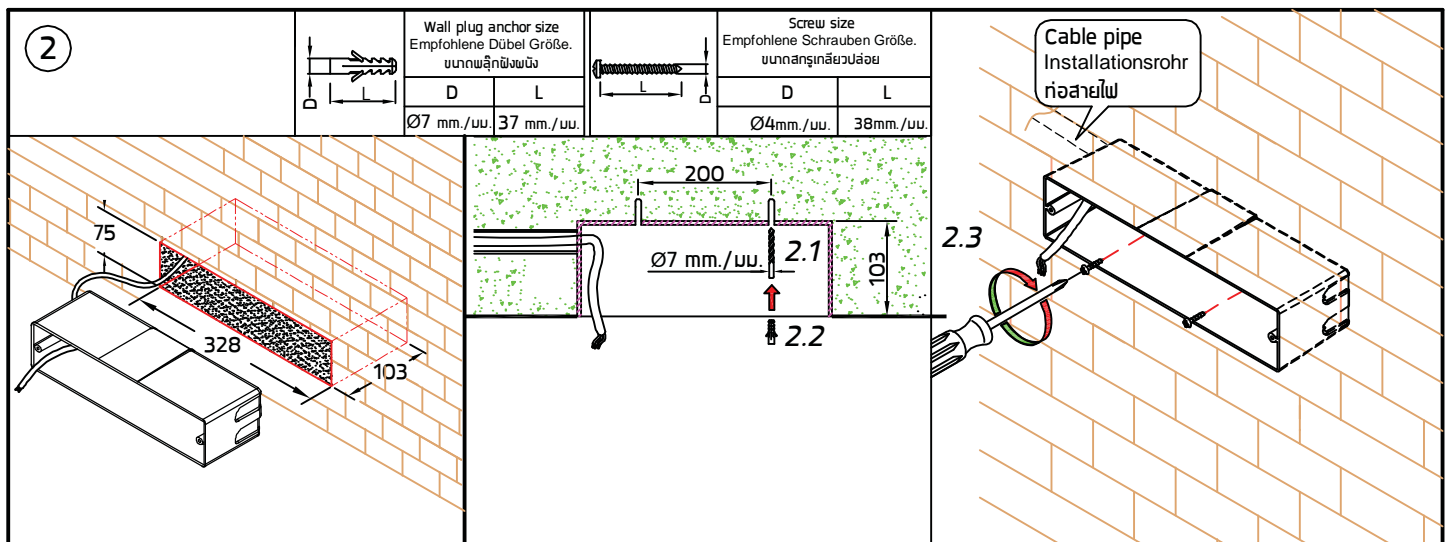 2
Wall plug anchor size
Empfohlene Dübel Größe.
ขนาดพลุ๊กฝังผนัง
D
L
D L
Ø7 mm./มม. 37 mm./มม.
Screw size
Empfohlene Schrauben Größe.
ขนาดสกรูเกลียวปล่อย
L
D
D L
Ø4mm./มม. 38mm./มม.
75
328
103
200
Ø7 mm./มม.
2.1
103
2.2
Cable pipe
Installationsrohr
ท่อสายไฟ
2.3